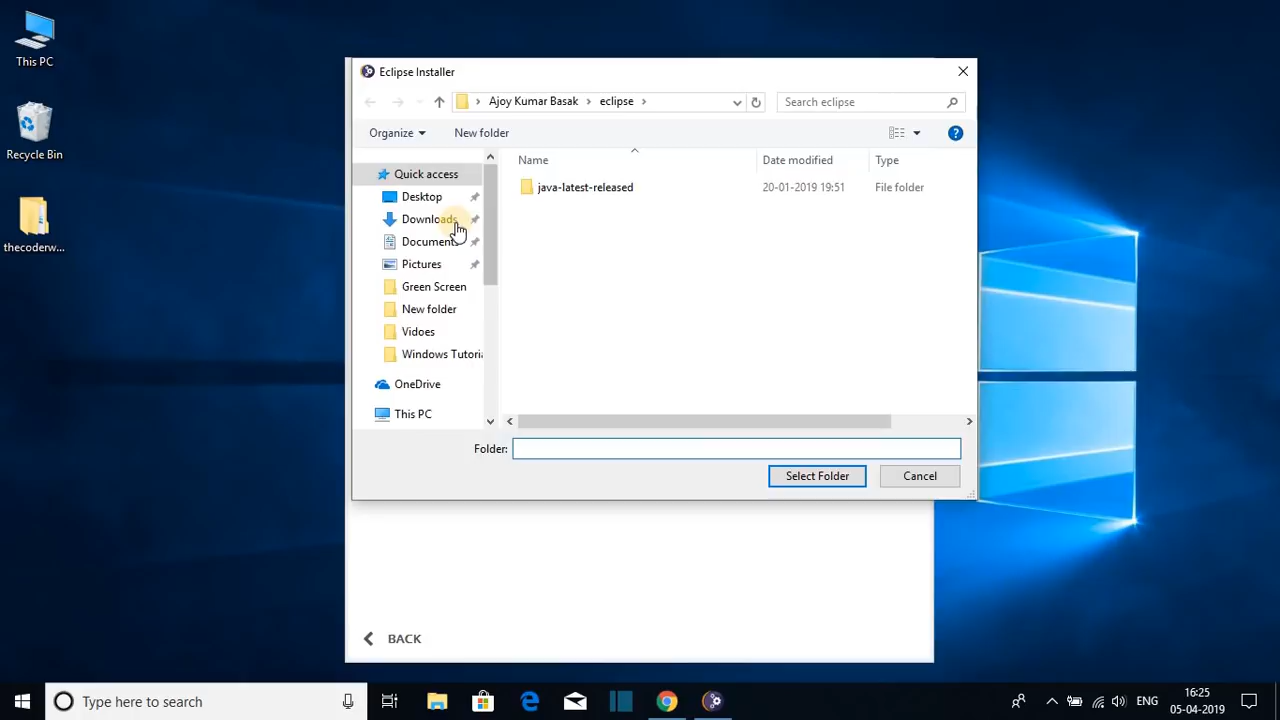 This PC
Recycle Bin
thecoderw...
Eclipse Installer
Ajoy Kumar Basak
eclipse
Search eclipse
Organize
New folder
Name
Date modified
Type
java-latest-released
20-01-2019 19:51
File folder
Quick access
Desktop
Downloads
Documents
Pictures
Green Screen
New folder
Vidoes
Windows Tutori
OneDrive
This PC
Folder:
Select Folder
Cancel
BACK
Type here to search
ENG
16:25
05-04-2019